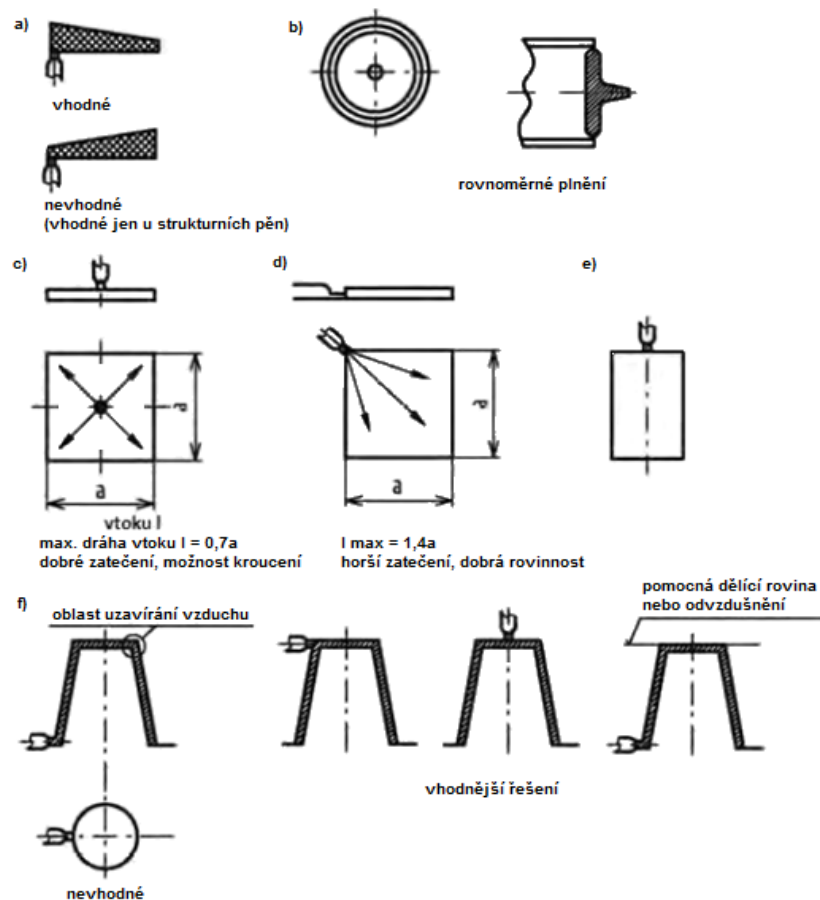 a)
b)
vhodné
nevhodné
(vhodné jen u strukturních pěn)
rovnoměrné plnění
c)
d)
e)
a
a
a
a
vtoku l
max. dráha vtoku l = 0,7a
dobré zatečení, možnost kroucení
l max = 1,4a
horší zatečení, dobrá rovinnost
f)
oblast uzavírání vzduchu
pomocná dělící rovina
nebo odvzdušnění
vhodnější řešení
nevhodné